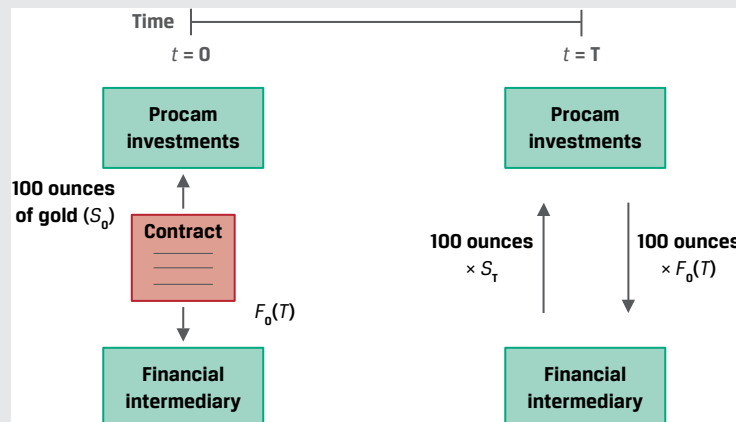 Time
t = 0
t = T
Procam
investments
Procam
investments
100 ounces
of gold (S₀)
Contract
100 ounces
× S_T
100 ounces
× F₀(T)
F₀(T)
Financial
intermediary
Financial
intermediary